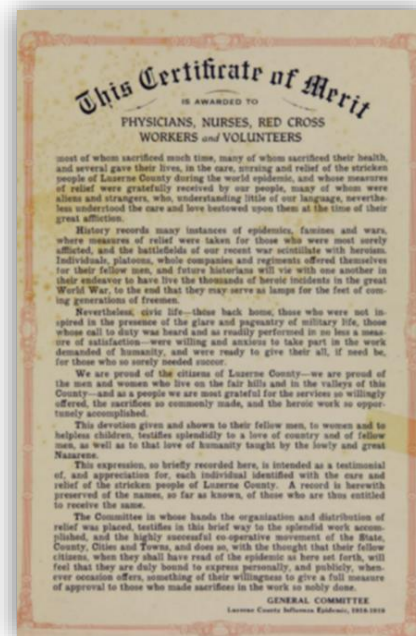 This Certificate of Merit
IS AWARDED TO
PHYSICIANS, NURSES, RED CROSS
WORKERS and VOLUNTEERS
most of whom sacrificed much time, many of whom sacrificed their health,
and several gave their lives, in the care, nursing and relief of the stricken
people of Luzerne County during the world epidemic, and whose measures
of relief were gratefully received by our people, many of whom were
aliens and strangers, who, understanding little of our language, neverthe-
less understood the care and love bestowed upon them at the time of their
great affliction.
History records many instances of epidemics, famines and wars,
where measures of relief were taken for those who were most sorely
afflicted, and the battlefields of our recent war scintillate with heroism.
Individuals, platoons, whole companies and regiments offered themselves
for their fellow men, and future historians will vie with one another in
their endeavor to have live the thousands of heroic incidents in the great
World War, to the end that they may serve as lamps for the feet of com-
ing generations of freemen.
Nevertheless, civic life—those back home, those who were not in-
spired in the presence of the glare and pageantry of military life, those
whose call to duty was heard and as readily performed in no less a meas-
ure of satisfaction—were willing and anxious to take part in the work
demanded of humanity, and were ready to give their all, if need be,
for those who so sorely needed succor.
We are proud of the citizens of Luzerne County—we are proud of
the men and women who live on the fair hills and in the valleys of this
County—and as a people we are most grateful for the services so willingly
offered, the sacrifices so commonly made, and the heroic work so oppor-
tunely accomplished.
This devotion given and shown to their fellow men, to women and to
helpless children, testifies splendidly to a love of country and of fellow
men, as well as to that love of humanity taught by the lowly and great
Nazarene.
This expression, so briefly recorded here, is intended as a testimonial
of, and appreciation for, each individual identified with the care and
relief of the stricken people of Luzerne County. A record is herewith
preserved of the names, so far as known, of those who are thus entitled
to receive the same.
The Committee in whose hands the organization and distribution of
relief was placed, testifies in this brief way to the splendid work accom-
plished, and the highly successful co-operative movement of the State,
County, Cities and Towns, and does so, with the thought that their fellow
citizens, when they shall have read of the epidemic as here set forth, will
feel that they are duly bound to express personally, and publicly, when-
ever occasion offers, something of their willingness to give a full measure
of approval to those who made sacrifices in the work so nobly done.
GENERAL COMMITTEE
Luzerne County Influenza Epidemic, 1918-1919